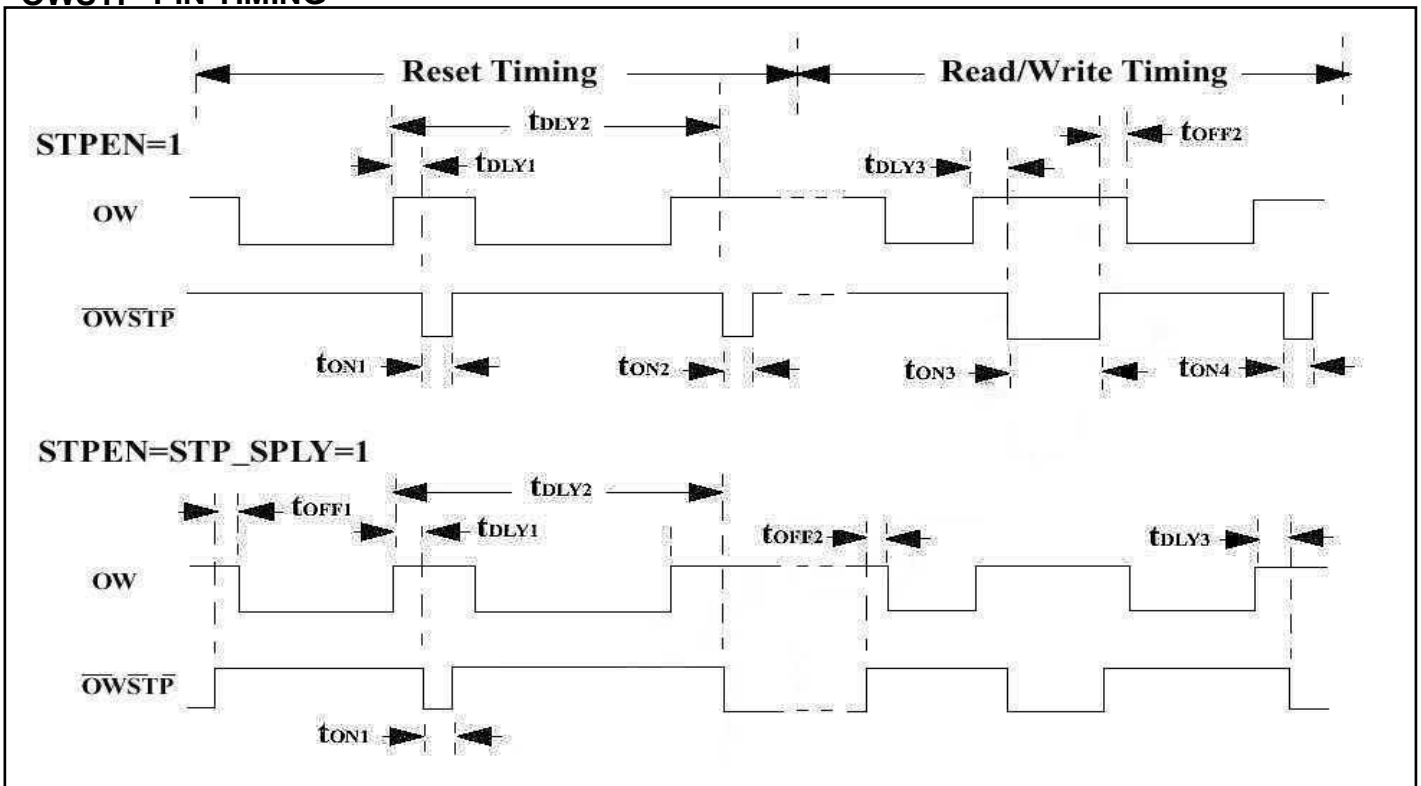 Reset Timing Read/Write Timing
tDLY2 tOFF2
STPEN=1
tDLY1 tDLY3
OW
OWSTP
tON1 tON2 tON3 tON4
STPEN=STP_SPLY=1
tDLY2
tOFF1 tDLY1 tOFF2 tDLY3
OW
OWSTP
tON1